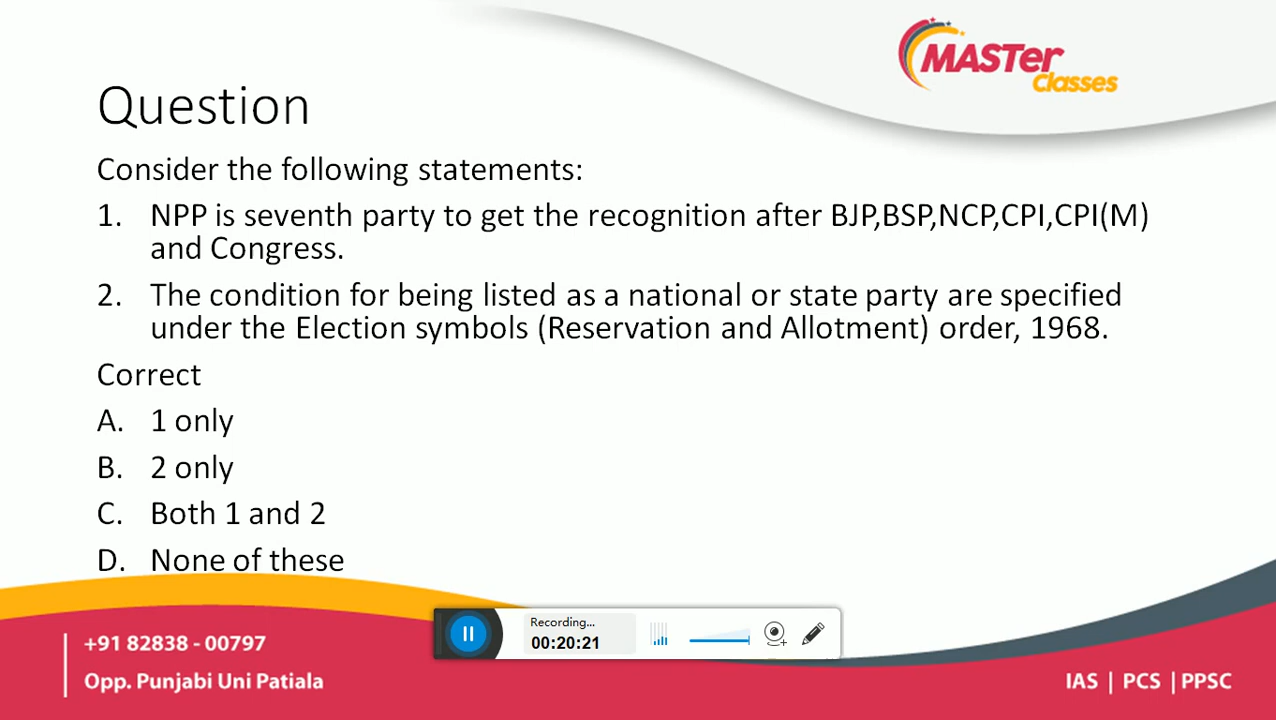 MASTer
Classes
Question
Consider the following statements:
1. NPP is seventh party to get the recognition after BJP,BSP,NCP,CPI,CPI(M)
and Congress.
2. The condition for being listed as a national or state party are specified
under the Election symbols (Reservation and Allotment) order, 1968.
Correct
A. 1 only
B. 2 only
C. Both 1 and 2
D. None of these
Recording...
00:20:21
+91 82838 - 00797
Opp. Punjabi Uni Patiala
IAS | PCS | PPSC